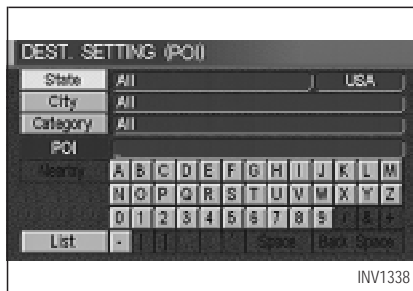 DEST. SETTING (POI)
State All USA
City All
Category All
POI
Nearby A B C D E F G H I J K L M
N O P Q R S T U V W X Y Z
0 1 2 3 4 5 6 7 8 9 / & +
List - Space Back Space
INV1338